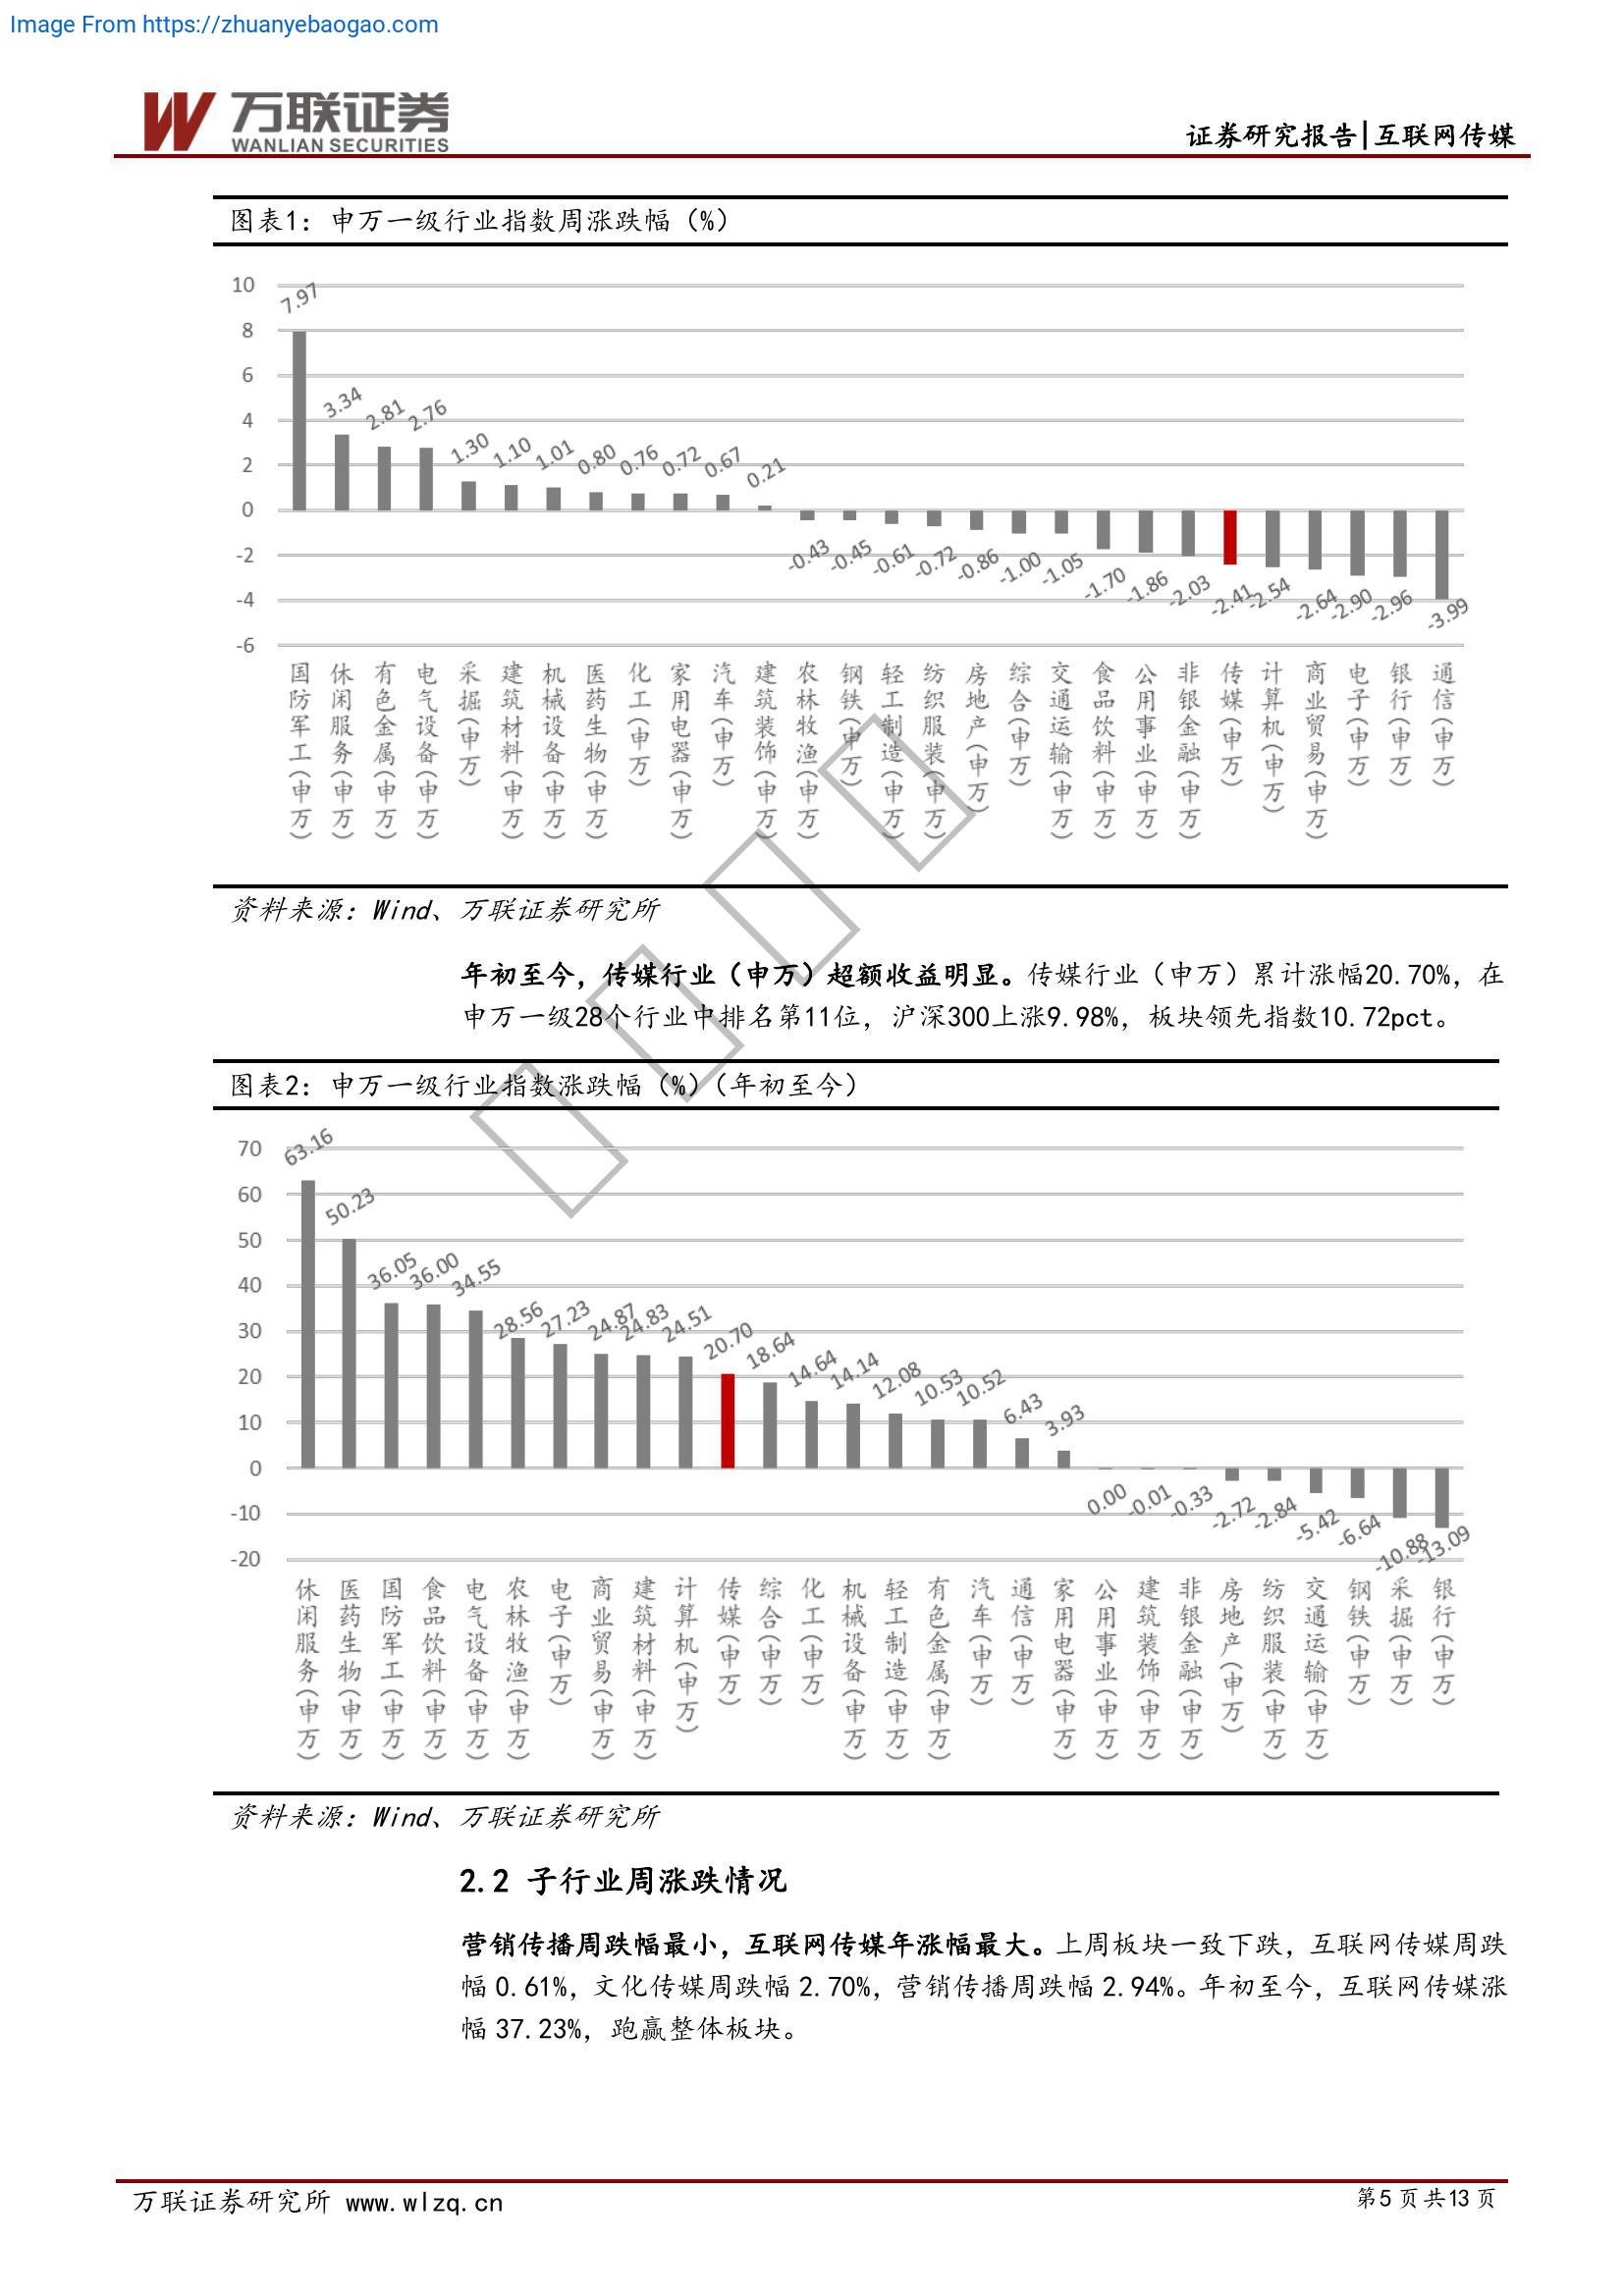 Image From https://zhuanyebaogao.com
万联证券
WANLIAN SECURITIES
证券研究报告|互联网传媒
图表1：申万一级行业指数周涨跌幅（%）
10
8
6
4
2
0
-2
-4
-6
7.97
3.34
2.81
2.76
1.30
1.10
1.01
0.80
0.76
0.72
0.67
0.21
-0.43
-0.45
-0.61
-0.72
-0.86
-1.00
-1.05
-1.70
-1.86
-2.03
-2.41
-2.54
-2.64
-2.90
-2.96
-3.99
国防军工(申万)
休闲服务(申万)
有色金属(申万)
电气设备(申万)
采掘(申万)
建筑材料(申万)
机械设备(申万)
医药生物(申万)
化工(申万)
家用电器(申万)
汽车(申万)
建筑装饰(申万)
农林牧渔(申万)
钢铁(申万)
轻工制造(申万)
纺织服装(申万)
房地产(申万)
综合(申万)
交通运输(申万)
食品饮料(申万)
公用事业(申万)
非银金融(申万)
传媒(申万)
计算机(申万)
商业贸易(申万)
电子(申万)
银行(申万)
通信(申万)
资料来源：Wind、万联证券研究所
年初至今，传媒行业（申万）超额收益明显。传媒行业（申万）累计涨幅20.70%，在
申万一级28个行业中排名第11位，沪深300上涨9.98%，板块领先指数10.72pct。
图表2：申万一级行业指数涨跌幅（%）（年初至今）
70
60
50
40
30
20
10
0
-10
-20
63.16
50.23
36.05
36.00
34.55
28.56
27.23
24.87
24.83
24.51
20.70
18.64
14.64
14.14
12.08
10.53
10.52
6.43
3.93
0.00
-0.01
-0.33
-2.72
-2.84
-5.42
-6.64
-10.88
-13.09
休闲服务(申万)
医药生物(申万)
国防军工(申万)
食品饮料(申万)
电气设备(申万)
农林牧渔(申万)
电子(申万)
商业贸易(申万)
建筑材料(申万)
计算机(申万)
传媒(申万)
综合(申万)
化工(申万)
机械设备(申万)
轻工制造(申万)
有色金属(申万)
汽车(申万)
通信(申万)
家用电器(申万)
公用事业(申万)
建筑装饰(申万)
非银金融(申万)
房地产(申万)
纺织服装(申万)
交通运输(申万)
钢铁(申万)
采掘(申万)
银行(申万)
资料来源：Wind、万联证券研究所
2.2 子行业周涨跌情况
营销传播周跌幅最小，互联网传媒年涨幅最大。上周板块一致下跌，互联网传媒周跌
幅 0.61%，文化传媒周跌幅 2.70%，营销传播周跌幅 2.94%。年初至今，互联网传媒涨
幅 37.23%，跑赢整体板块。
万联证券研究所 www.wlzq.cn
第5页共13页